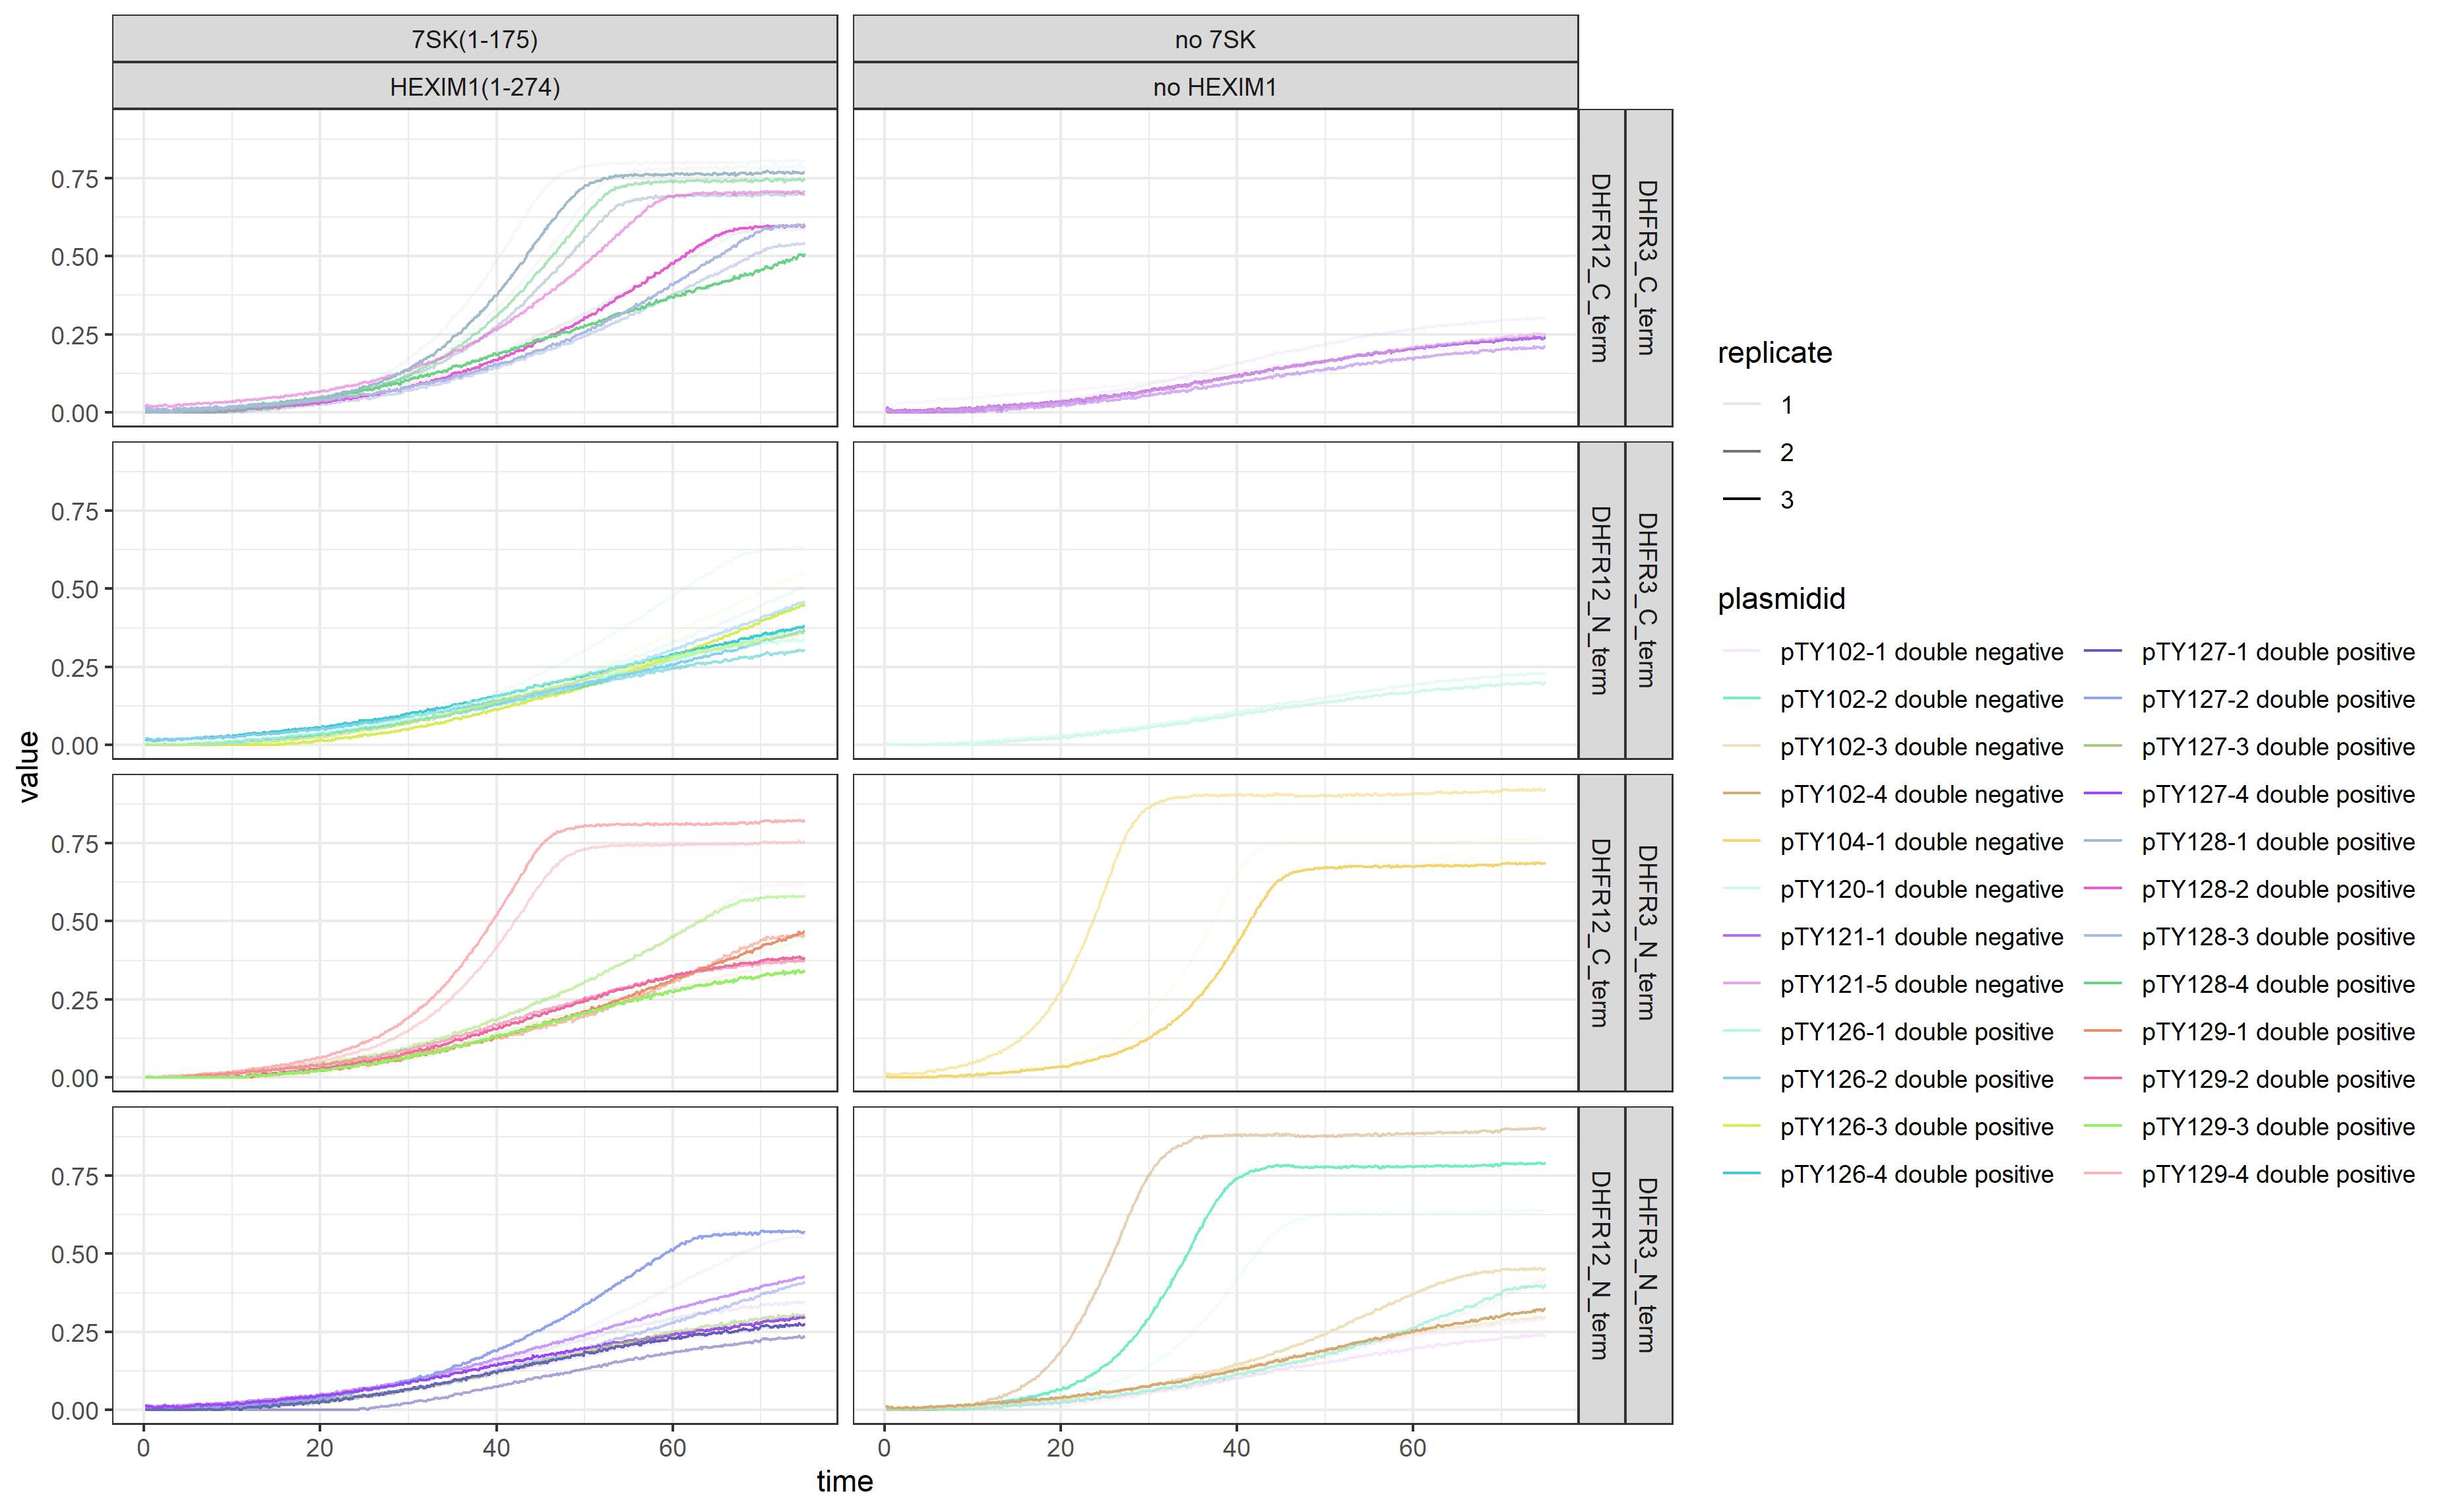 7SK(1-175)
no 7SK
HEXIM1(1-274)
no HEXIM1
0.75
0.50
0.25
0.00
DHFR12_C_term
DHFR3_C_term
0.75
0.50
0.25
0.00
DHFR12_N_term
DHFR3_C_term
0.75
0.50
0.25
0.00
DHFR12_C_term
DHFR3_N_term
0.75
0.50
0.25
0.00
DHFR12_N_term
DHFR3_N_term
0 20 40 60
0 20 40 60
time
value
replicate
1
2
3
plasmidid
pTY102-1 double negative
pTY102-2 double negative
pTY102-3 double negative
pTY102-4 double negative
pTY104-1 double negative
pTY120-1 double negative
pTY121-1 double negative
pTY121-5 double negative
pTY126-1 double positive
pTY126-2 double positive
pTY126-3 double positive
pTY126-4 double positive
pTY127-1 double positive
pTY127-2 double positive
pTY127-3 double positive
pTY127-4 double positive
pTY128-1 double positive
pTY128-2 double positive
pTY128-3 double positive
pTY128-4 double positive
pTY129-1 double positive
pTY129-2 double positive
pTY129-3 double positive
pTY129-4 double positive